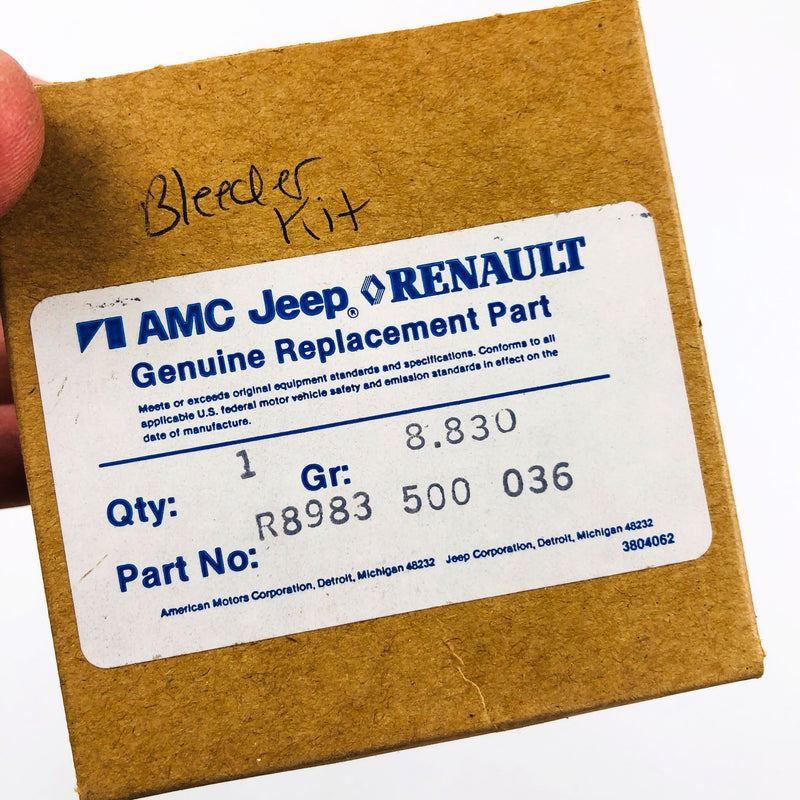 Bleeder
Kit
AMC Jeep® RENAULT
Genuine Replacement Part
Meets or exceeds original equipment standards and specifications. Conforms to all
applicable U.S. federal motor vehicle safety and emission standards in effect on the
date of manufacture.
Qty: 1 Gr: 8.830
Part No: R8983 500 036
American Motors Corporation, Detroit, Michigan 48232 Jeep Corporation, Detroit, Michigan 48232
3804062